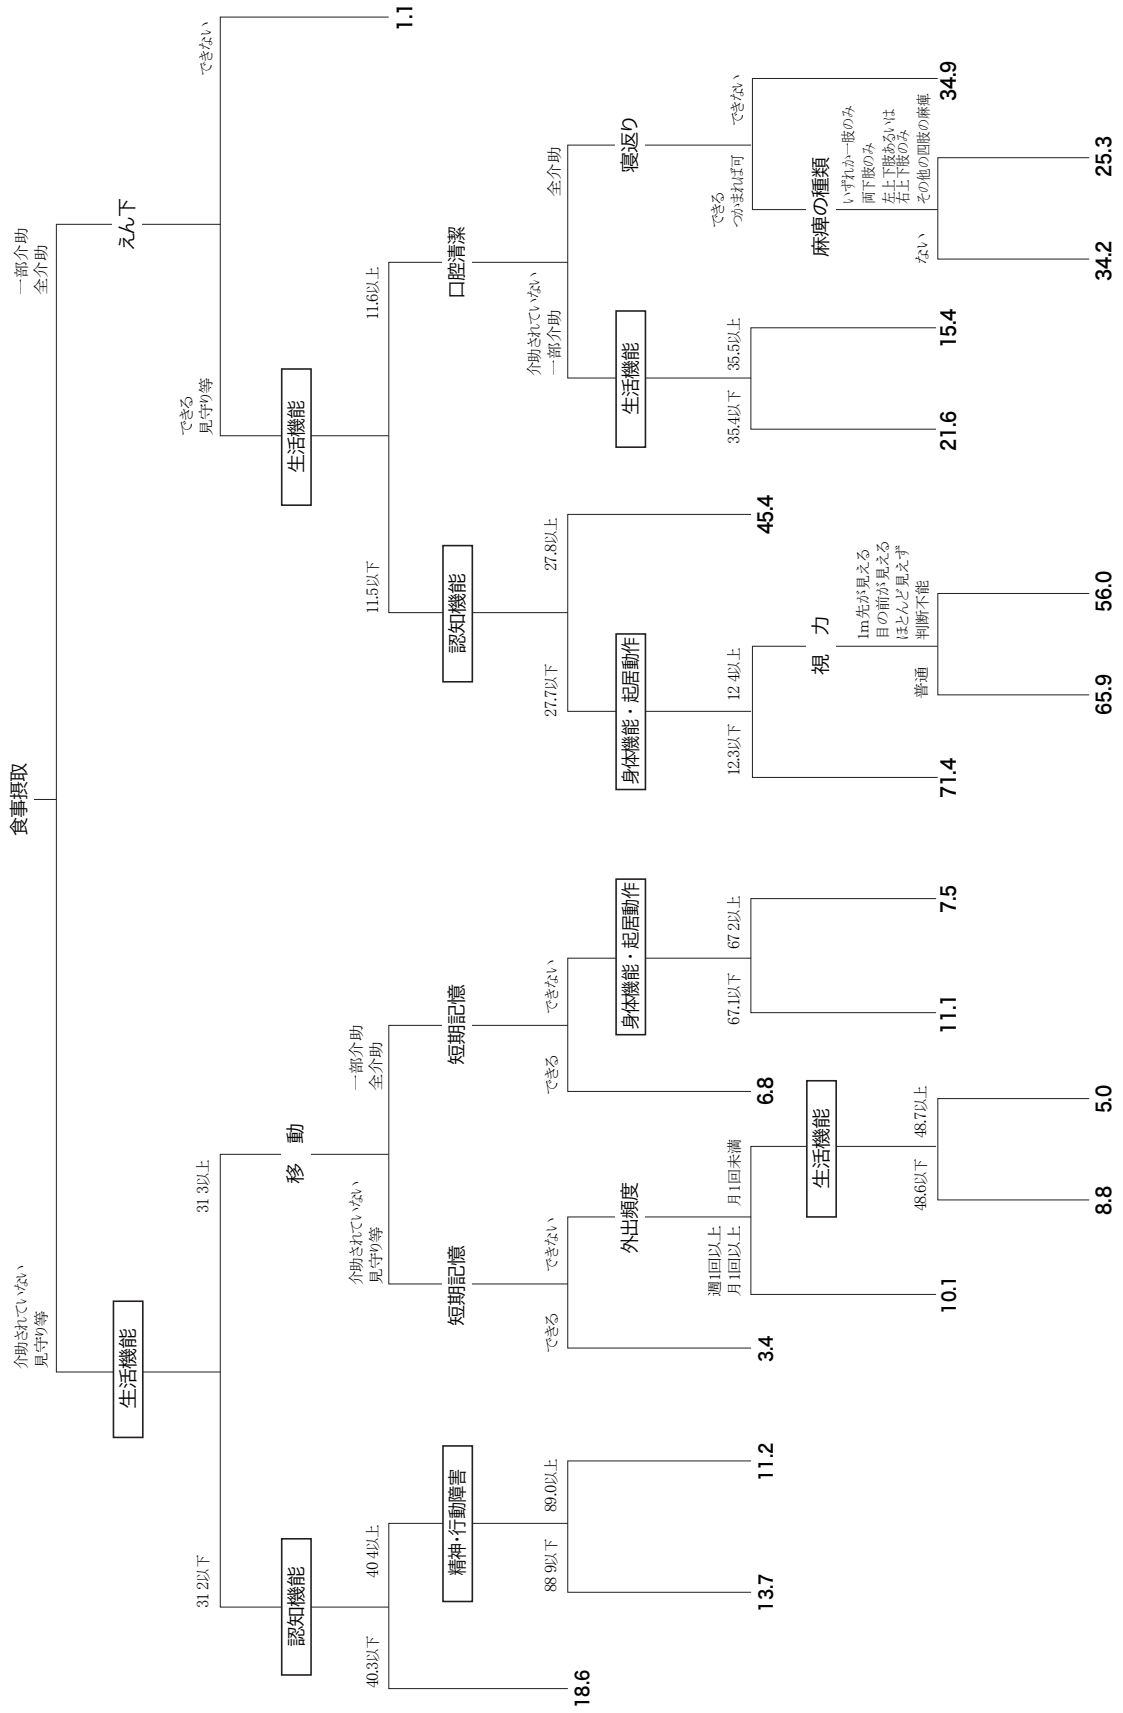 食事摂取
介助されていない
見守り等
一部介助
全介助
生活機能
えん下
31 2以下
31 3以上
できる
見守り等
できない
認知機能
移 動
生活機能
1.1
40.3以下
40 4以上
介助されていない
見守り等
一部介助
全介助
11.5以下
11.6以上
精神・行動障害
短期記憶
短期記憶
認知機能
口腔清潔
88 9以下
89.0以上
できる
できない
できる
できない
27.7以下
27.8以上
介助されていない
一部介助
全介助
18.6
外出頻度
身体機能・起居動作
身体機能・起居動作
生活機能
寝返り
週1回以上
月1回以上
月1回未満
67.1以下
67 2以上
12.3以下
12 4以上
35.4以下
35.5以上
できる
つかまれば可
できない
13.7
11.2
3.4
6.8
45.4
生活機能
視 力
麻痺の種類
48.6以下
48.7以上
普通
1m先が見える
目の前が見える
ほとんど見えず
判断不能
ない
いずれか一肢のみ
両下肢のみ
左上下肢あるいは
右上下肢のみ
その他の四肢の麻痺
10.1
11.1
7.5
71.4
21.6
15.4
34.9
8.8
5.0
65.9
56.0
34.2
25.3